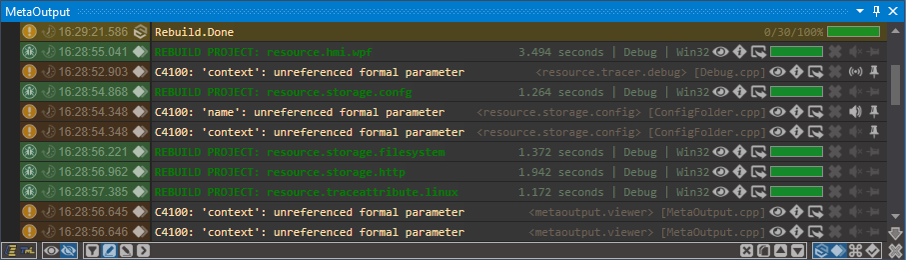 MetaOutput
16:29:21.586 Rebuild.Done 0/30/100%
16:28:55.041 REBUILD PROJECT: resource.hmi.wpf 3.494 seconds | Debug | Win32
16:28:52.903 C4100: 'context': unreferenced formal parameter <resource.tracer.debug> [Debug.cpp]
16:28:54.868 REBUILD PROJECT: resource.storage.confg 1.264 seconds | Debug | Win32
16:28:54.348 C4100: 'name': unreferenced formal parameter <resource.storage.config> [ConfigFolder.cpp]
16:28:54.348 C4100: 'context': unreferenced formal parameter <resource.storage.config> [ConfigFolder.cpp]
16:28:56.221 REBUILD PROJECT: resource.storage.filesystem 1.372 seconds | Debug | Win32
16:28:56.962 REBUILD PROJECT: resource.storage.http 1.942 seconds | Debug | Win32
16:28:57.385 REBUILD PROJECT: resource.traceattribute.linux 1.172 seconds | Debug | Win32
16:28:56.645 C4100: 'context': unreferenced formal parameter <metaoutput.viewer> [MetaOutput.cpp]
16:28:56.646 C4100: 'context': unreferenced formal parameter <metaoutput.viewer> [MetaOutput.cpp]